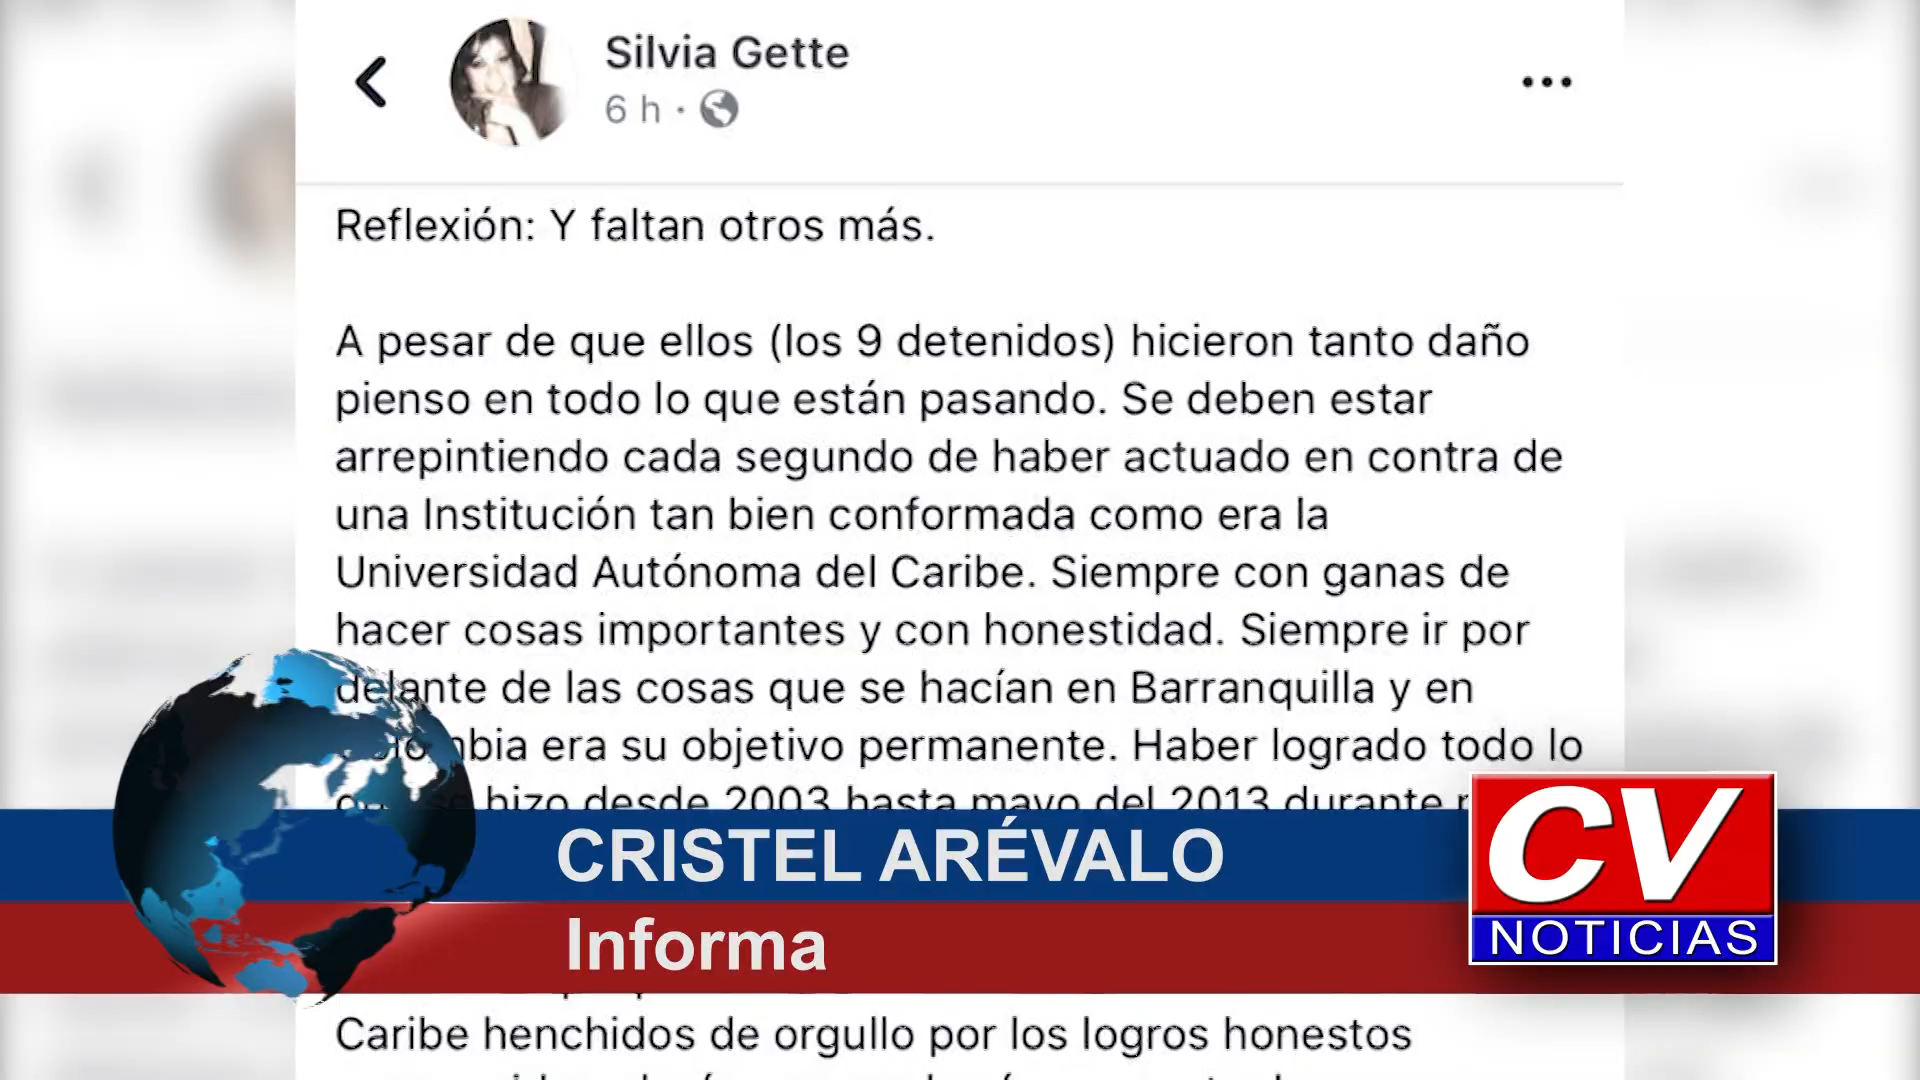 Silvia Gette
6 h ·
Reflexión: Y faltan otros más.
A pesar de que ellos (los 9 detenidos) hicieron tanto daño
pienso en todo lo que están pasando. Se deben estar
arrepintiendo cada segundo de haber actuado en contra de
una Institución tan bien conformada como era la
Universidad Autónoma del Caribe. Siempre con ganas de
hacer cosas importantes y con honestidad. Siempre ir por
delante de las cosas que se hacían en Barranquilla y en
era su objetivo permanente. Haber logrado todo lo
hizo desde 2003 hasta mayo del 2013 durante
CRISTEL ARÉVALO
Informa
CV
NOTICIAS
Caribe henchidos de orgullo por los logros honestos